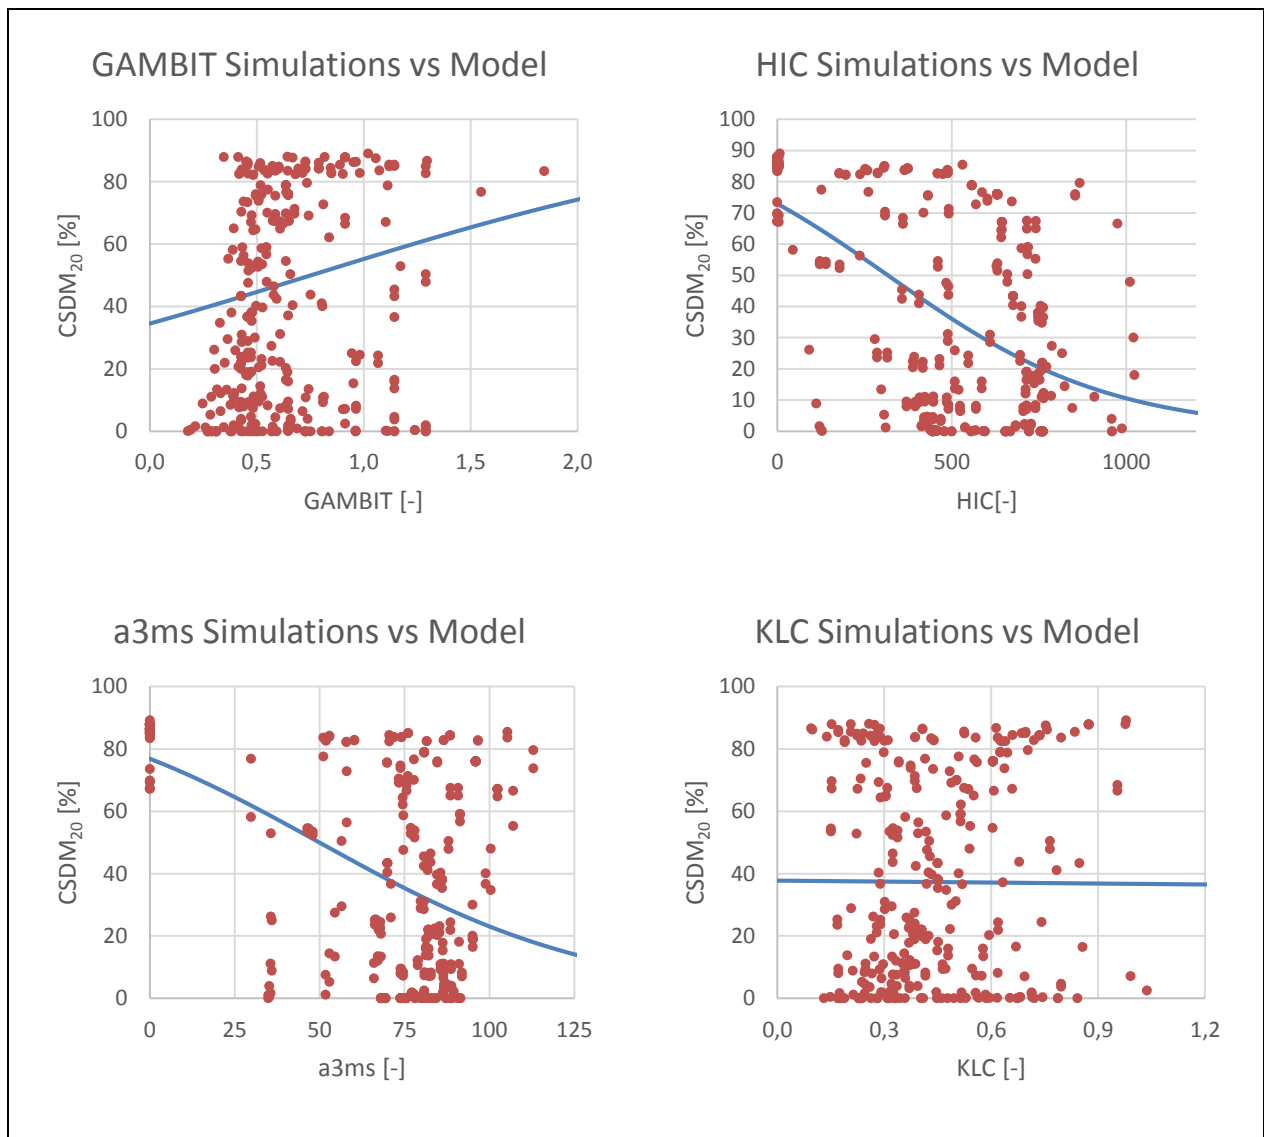 GAMBIT Simulations vs Model
CSDM20 [%]
100
80
60
40
20
0
0,0 0,5 1,0 1,5 2,0
GAMBIT [-]
HIC Simulations vs Model
CSDM20 [%]
100
90
80
70
60
50
40
30
20
10
0
0 500 1000
HIC[-]
a3ms Simulations vs Model
CSDM20 [%]
100
80
60
40
20
0
0 25 50 75 100 125
a3ms [-]
KLC Simulations vs Model
CSDM20 [%]
100
80
60
40
20
0
0,0 0,3 0,6 0,9 1,2
KLC [-]